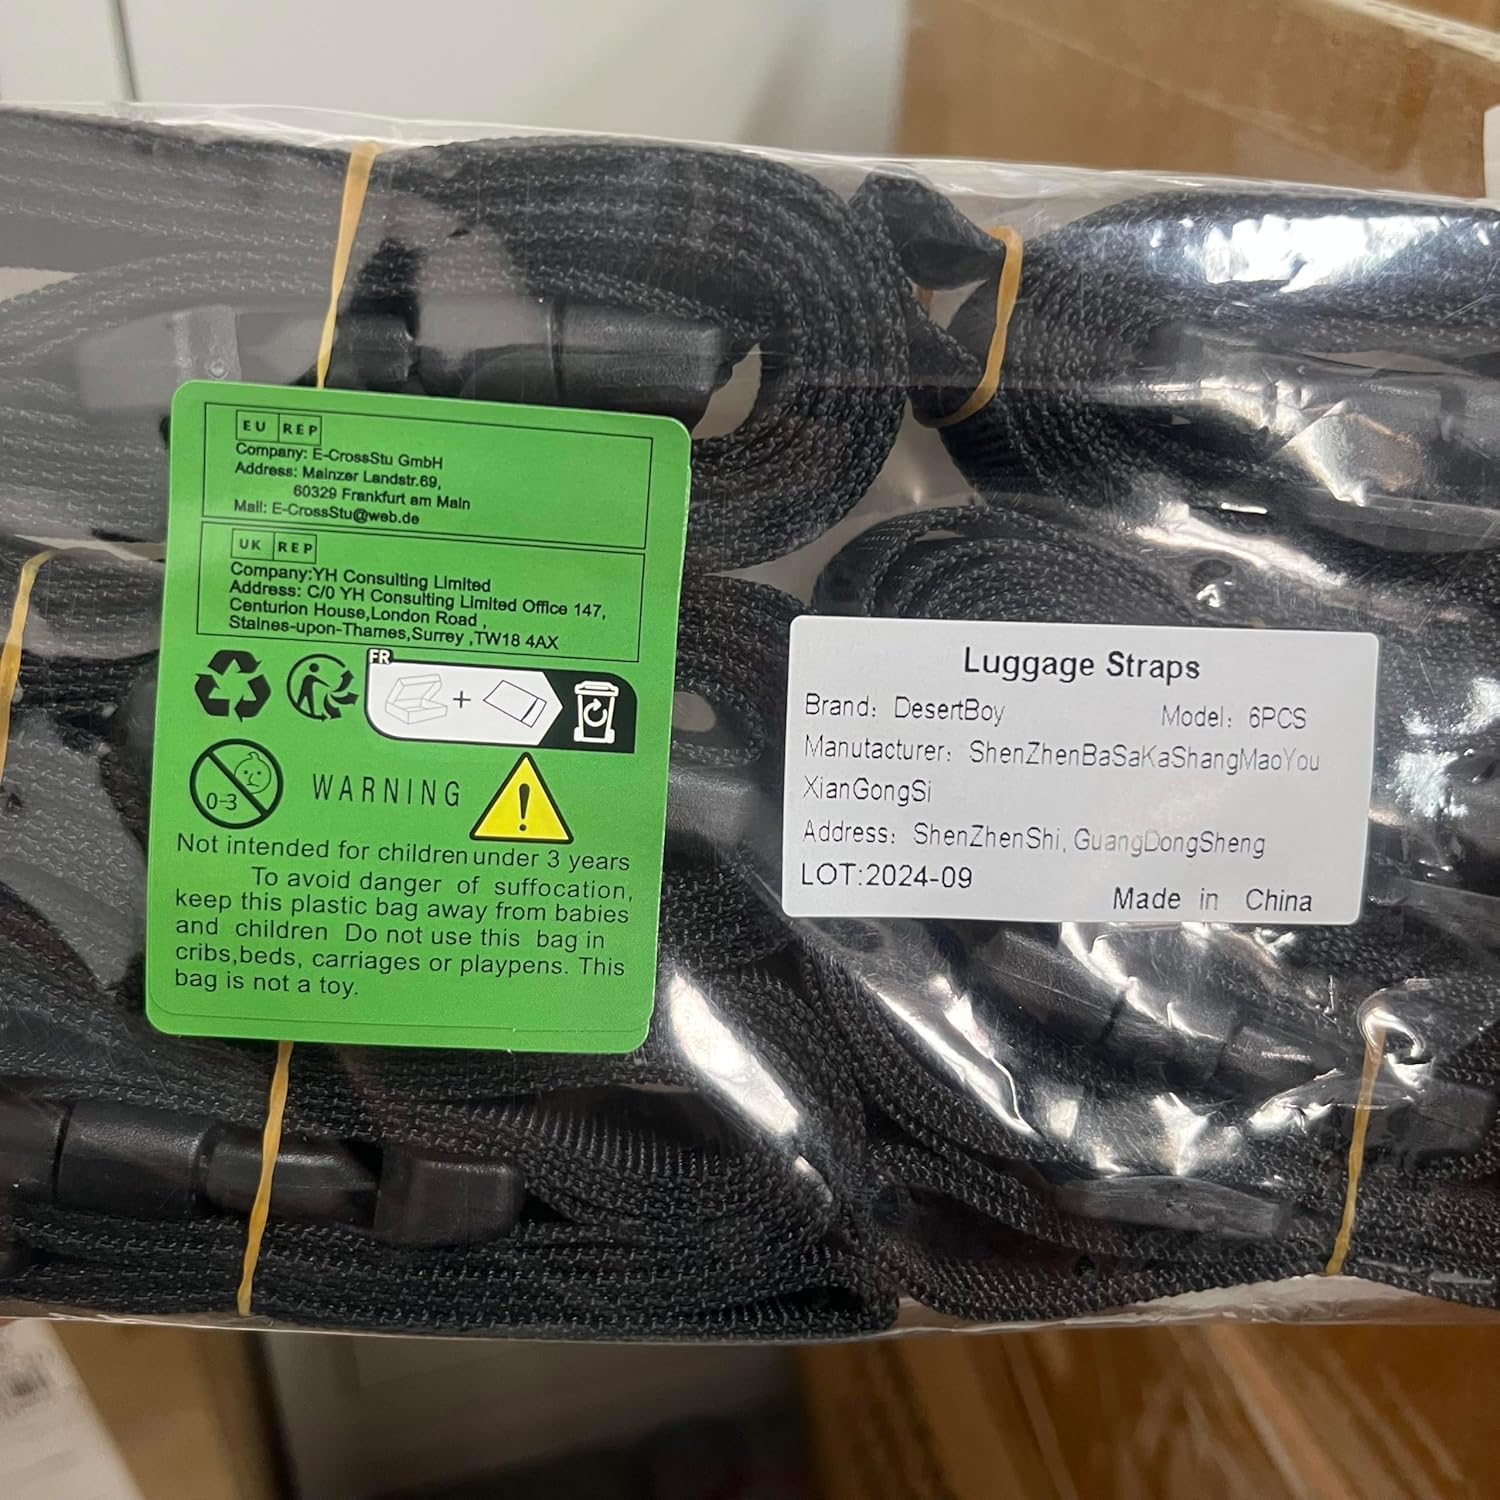 EU REP
Company: E-CrossStu GmbH
Address: Mainzer Landstr.69,
60329 Frankfurt am Main
Mail: E-CrossStu@web.de
UK REP
Company:YH Consulting Limited
Address: C/0 YH Consulting Limited Office 147,
Centurion House,London Road ,
Staines-upon-Thames,Surrey ,TW18 4AX
FR
+
0-3
WARNING
Not intended for children under 3 years
To avoid danger of suffocation,
keep this plastic bag away from babies
and children Do not use this bag in
cribs,beds, carriages or playpens. This
bag is not a toy.
Luggage Straps
Brand: DesertBoy Model: 6PCS
Manutacturer: ShenZhenBaSaKaShangMaoYou
XianGongSi
Address: ShenZhenShi, GuangDongSheng
LOT:2024-09
Made in China